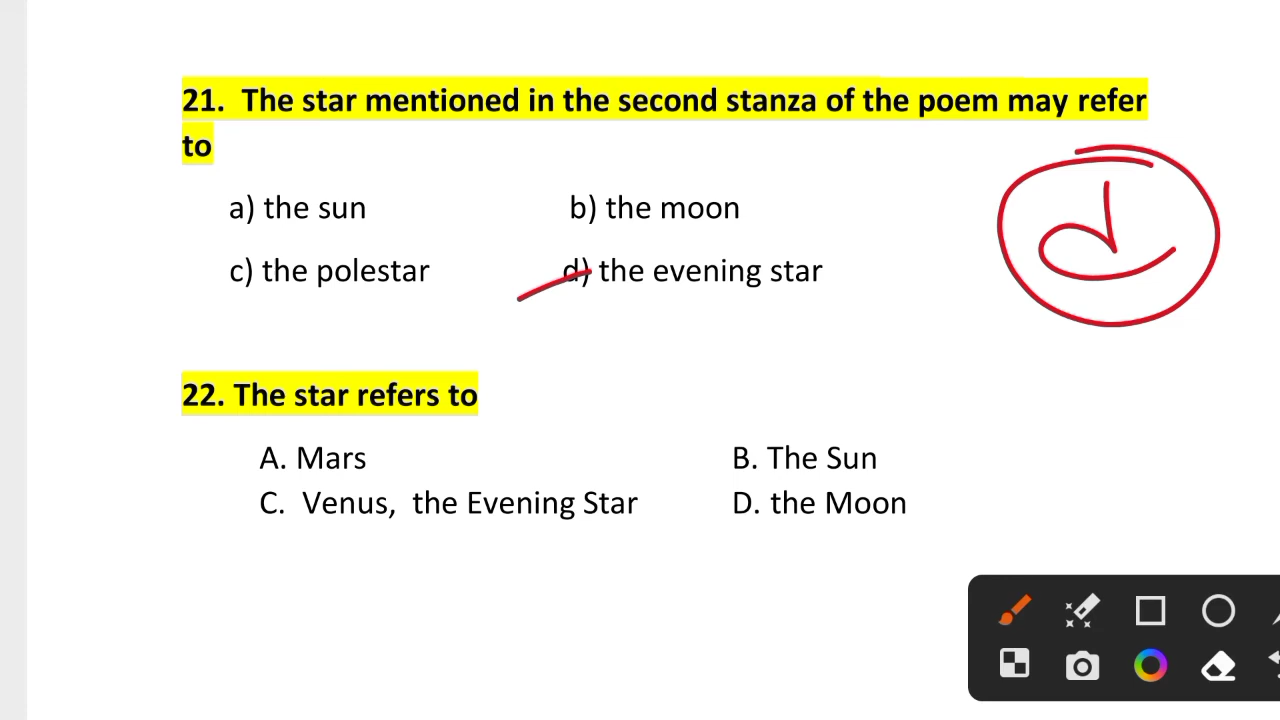 21. The star mentioned in the second stanza of the poem may refer
to
a) the sun b) the moon
c) the polestar d) the evening star
d
22. The star refers to
A. Mars B. The Sun
C. Venus, the Evening Star D. the Moon